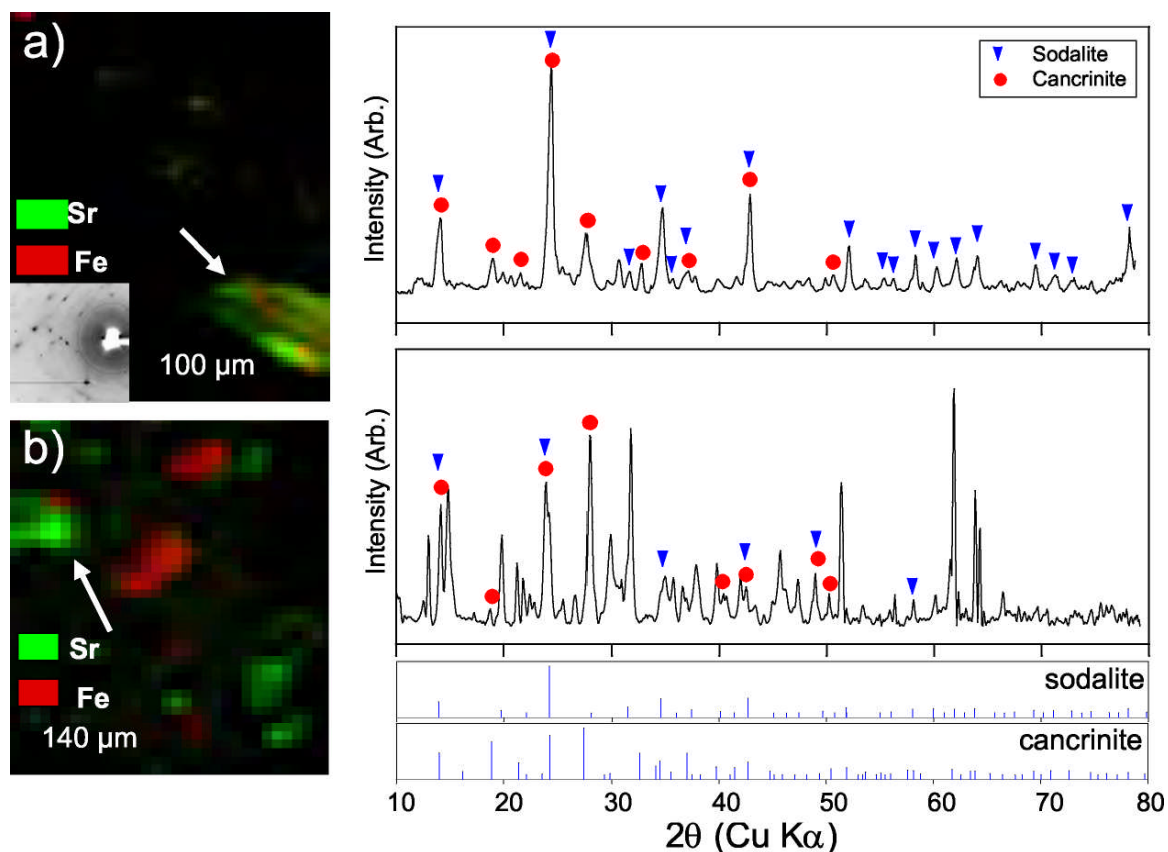 a)
Sr
Fe
100 µm
b)
Sr
Fe
140 µm
Intensity (Arb.)
Sodalite
Cancrinite
Intensity (Arb.)
sodalite
cancrinite
10 20 30 40 50 60 70 80
2θ (Cu Kα)